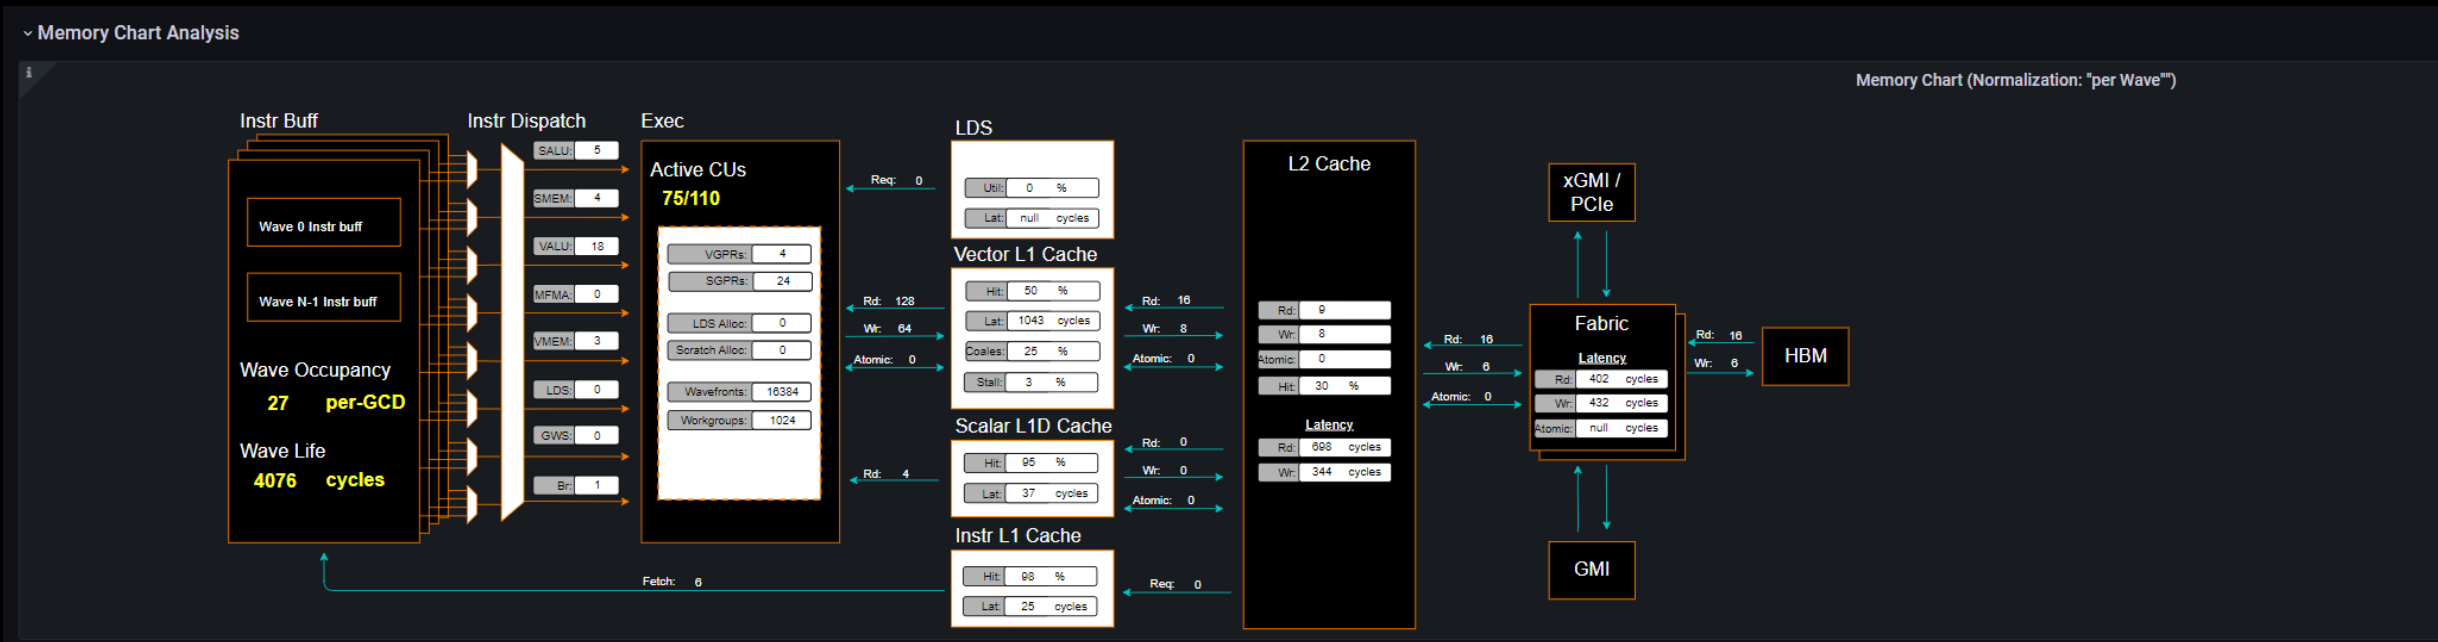 Memory Chart Analysis
i
Memory Chart (Normalization: "per Wave"")
Instr Buff
Wave 0 Instr buff
Wave N-1 Instr buff
Wave Occupancy
27 per-GCD
Wave Life
4076 cycles
Instr Dispatch
SALU: 5
SMEM: 4
VALU: 18
MFMA: 0
VMEM: 3
LDS: 0
GWS: 0
Br: 1
Exec
Active CUs
75/110
VGPRs: 4
SGPRs: 24
LDS Alloc: 0
Scratch Alloc: 0
Wavefronts: 16384
Workgroups: 1024
Req: 0
Rd: 128
Wr: 64
Atomic: 0
Rd: 4
Fetch: 6
LDS
Util: 0 %
Lat: null cycles
Vector L1 Cache
Hit: 50 %
Lat: 1043 cycles
Coales: 25 %
Stall: 3 %
Scalar L1D Cache
Hit: 95 %
Lat: 37 cycles
Instr L1 Cache
Hit: 98 %
Lat: 25 cycles
Rd: 16
Wr: 8
Atomic: 0
Rd: 0
Wr: 0
Atomic: 0
Req: 0
L2 Cache
Rd: 9
Wr: 8
Atomic: 0
Hit: 30 %
Latency
Rd: 698 cycles
Wr: 344 cycles
Rd: 16
Wr: 6
Atomic: 0
xGMI /
PCIe
Fabric
Latency
Rd: 402 cycles
Wr: 432 cycles
Atomic: null cycles
GMI
Rd: 16
Wr: 6
HBM